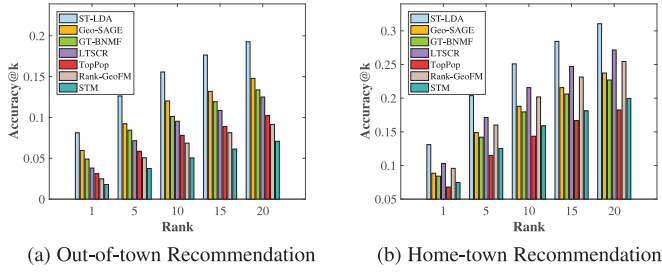 Accuracy@k
0.2
0.15
0.1
0.05
0
ST-LDA
Geo-SAGE
GT-BNMF
LTSCR
TopPop
Rank-GeoFM
STM
1 5 10 15 20
Rank
(a) Out-of-town Recommendation
Accuracy@k
0.3
0.25
0.2
0.15
0.1
0.05
ST-LDA
Geo-SAGE
GT-BNMF
LTSCR
TopPop
Rank-GeoFM
STM
1 5 10 15 20
Rank
(b) Home-town Recommendation